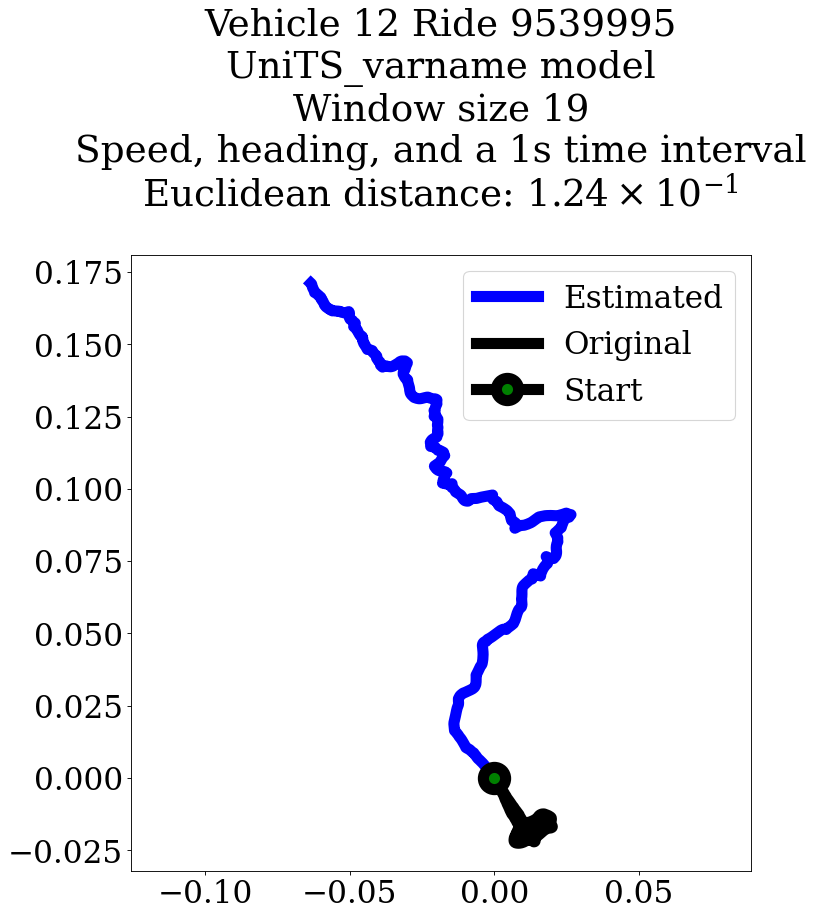 Vehicle 12 Ride 9539995
UniTS_varname model
Window size 19
Speed, heading, and a 1s time interval
Euclidean distance: 1.24 × 10⁻¹
Estimated
Original
Start
0.175
0.150
0.125
0.100
0.075
0.050
0.025
0.000
−0.025
−0.10
−0.05
0.00
0.05